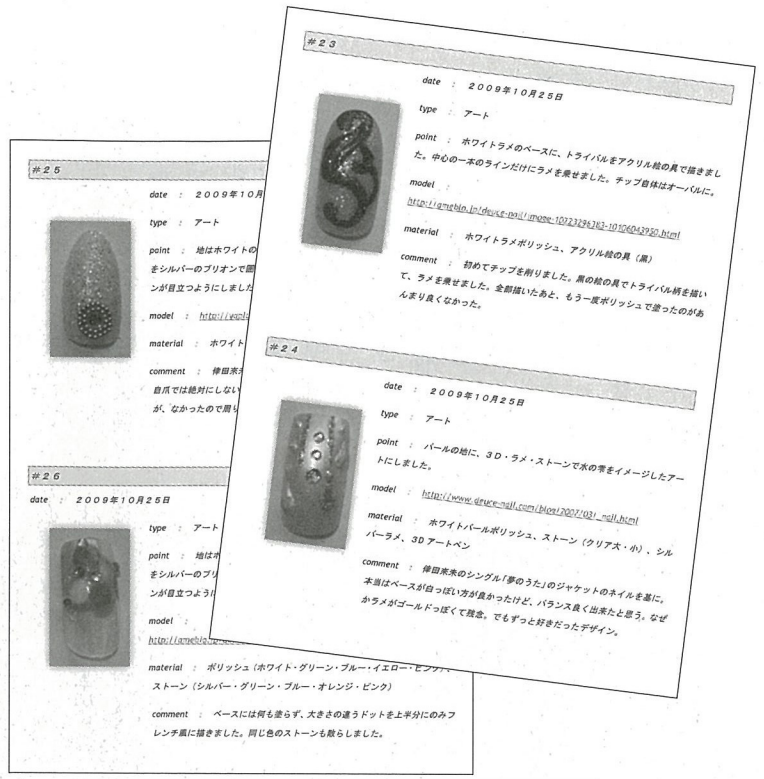 #23
date : 2009年10月25日
type : アート
point : ホワイトラメのベースに、トライバルをアクリル絵の具で描きまし
た。中心の一本のラインだけにラメを乗せました。チップ自体はオーバルに。
model :
material : ホワイトラメポリッシュ、アクリル絵の具（黒）
comment : 初めてチップを削りました。黒の絵の具でトライバル柄を描い
て、ラメを乗せました。全部描いたあと、もう一度ポリッシュで塗ったのがあ
んまり良くなかった。
#24
date : 2009年10月25日
type : アート
point : パールの地に、3D・ラメ・ストーンで水の雫をイメージしたアー
トにしました。
model : http://www.deuce-nail.com/blog/2007/031_nail.html
material : ホワイトパールポリッシュ、ストーン（クリア大・小）、シル
バーラメ、3Dアートペン
comment : 倖田來未のシングル「夢のうた」のジャケットのネイルを基に。
本当はベースが白っぽい方が良かったけど、バランス良く出来たと思う。なぜ
かラメがゴールドっぽくて残念。でもずっと好きだったデザイン。
#25
date : 2009年10月
type : アート
point : 地はホワイトの
をシルバーのブリオンで囲
ンが目立つようにしました
model :
material : ホワイト
comment : 倖田來
自爪では絶対にしない
が、なかったので周り
#26
date : 2009年10月25日
type : アート
point : 地はホ
をシルバーのブリ
ンが目立つように
model :
material : ポリッシュ（ホワイト・グリーン・ブルー・イエロー・ピンク）、
ストーン（シルバー・グリーン・ブルー・オレンジ・ピンク）
comment : ベースには何も塗らず、大きさの違うドットを上半分にのみフ
レンチ風に描きました。同じ色のストーンも散らしました。